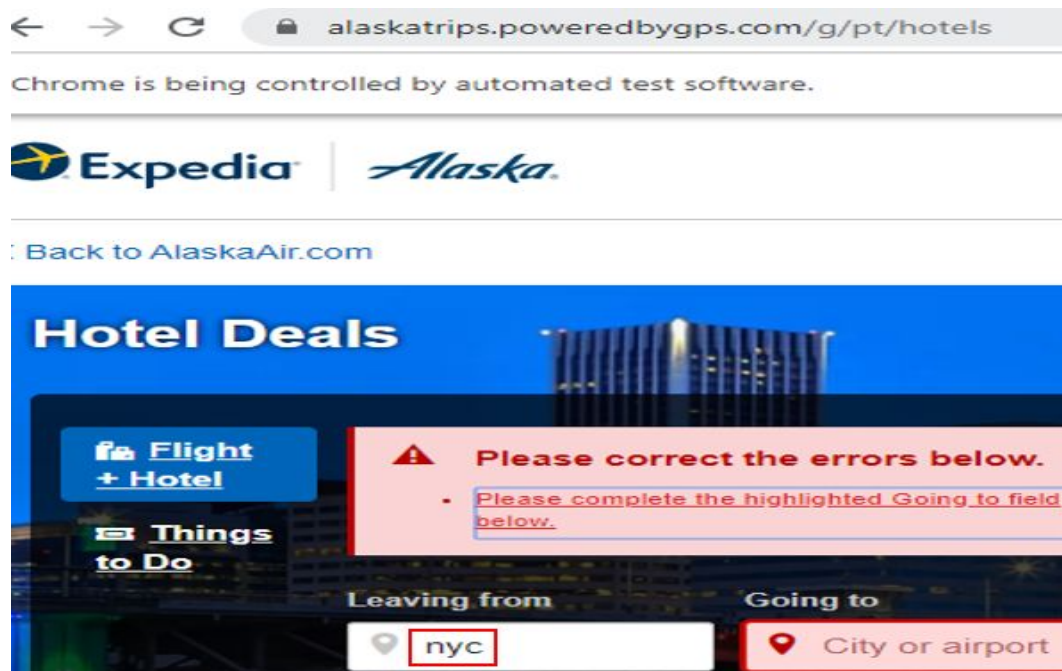 alaskatrips.poweredbygps.com/g/pt/hotels
Chrome is being controlled by automated test software.
Expedia Alaska
Back to AlaskaAir.com
Hotel Deals
Flight
+ Hotel
Please correct the errors below.
• Please complete the highlighted Going to field
below.
Things
to Do
Leaving from
Going to
nyc
City or airport